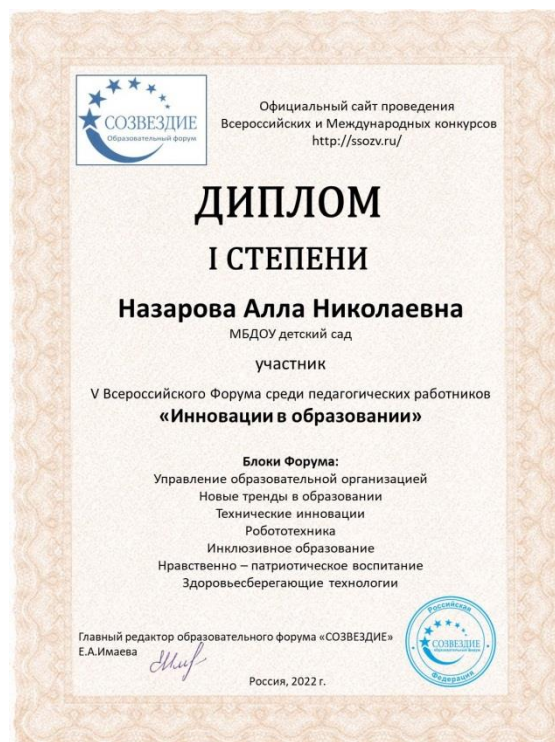 СОЗВЕЗДИЕ
Образовательный форум
Официальный сайт проведения
Всероссийских и Международных конкурсов
http://ssozv.ru/
ДИПЛОМ
I СТЕПЕНИ
Назарова Алла Николаевна
МБДОУ детский сад
участник
V Всероссийского Форума среди педагогических работников
«Инновации в образовании»
Блоки Форума:
Управление образовательной организацией
Новые тренды в образовании
Технические инновации
Робототехника
Инклюзивное образование
Нравственно – патриотическое воспитание
Здоровьесберегающие технологии
Главный редактор образовательного форума «СОЗВЕЗДИЕ»
Е.А.Имаева
Российская
СОЗВЕЗДИЕ
Образовательный форум
Федерация
Россия, 2022 г.